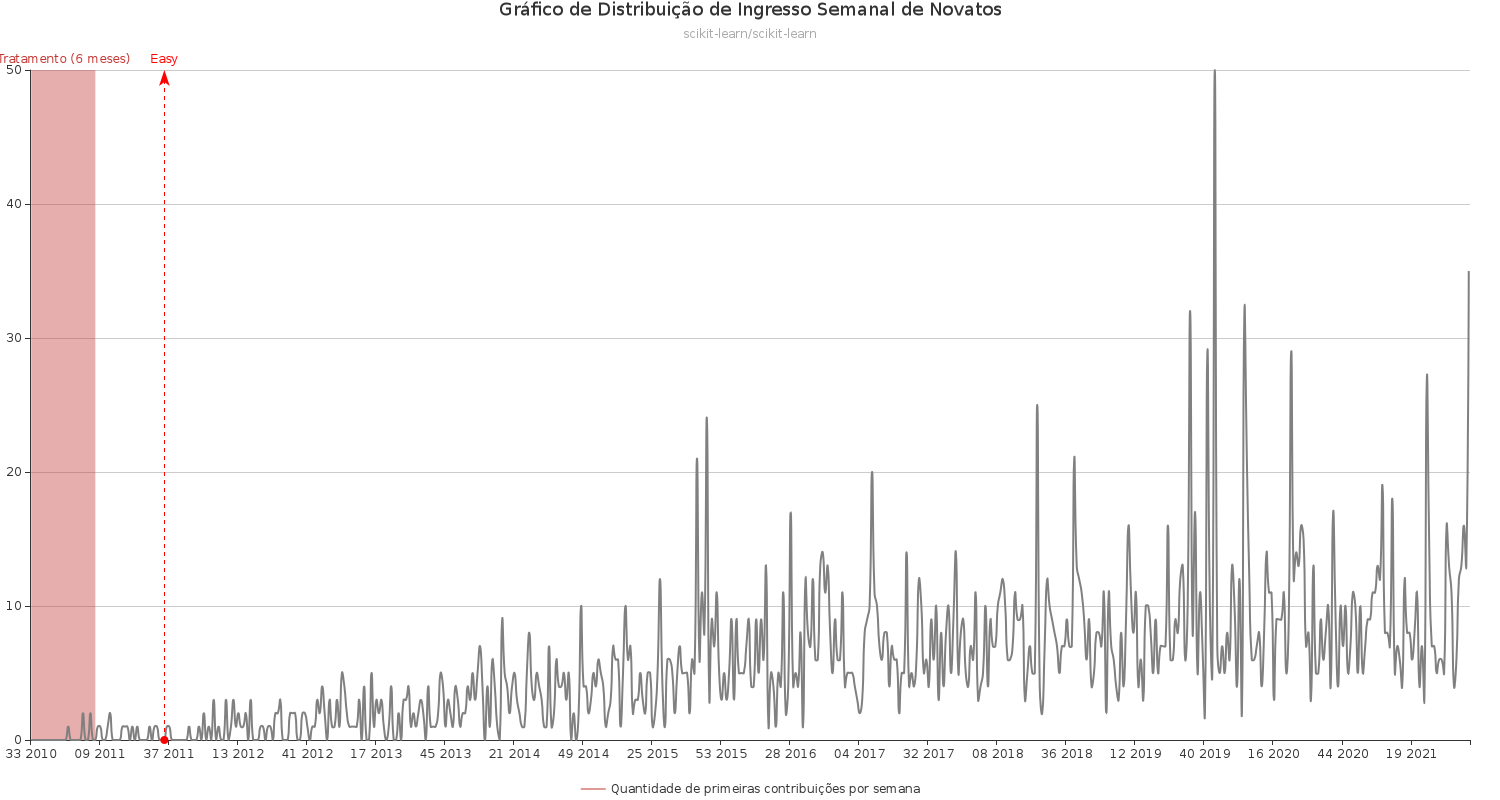 Gráfico de Distribuição de Ingresso Semanal de Novatos
scikit-learn/scikit-learn
Tratamento (6 meses) Easy
50
40
30
20
10
0
33 2010 09 2011 37 2011 13 2012 41 2012 17 2013 45 2013 21 2014 49 2014 25 2015 53 2015 28 2016 04 2017 32 2017 08 2018 36 2018 12 2019 40 2019 16 2020 44 2020 19 2021
Quantidade de primeiras contribuições por semana